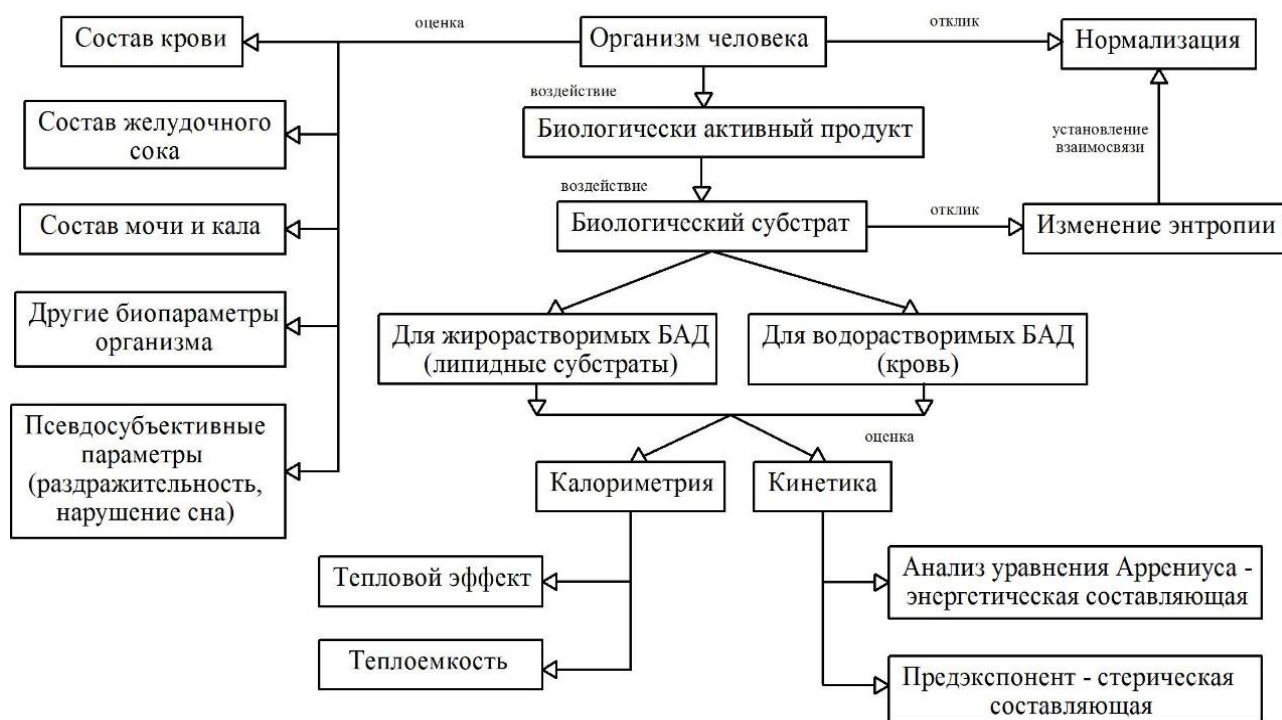 Состав крови
оценка
Организм человека
отклик
Нормализация
воздействие
Состав желудочного
сока
Биологически активный продукт
установление
взаимосвязи
воздействие
Состав мочи и кала
Биологический субстрат
отклик
Изменение энтропии
Другие биопараметры
организма
Для жирорастворимых БАД
(липидные субстраты)
Для водорастворимых БАД
(кровь)
Псевдосубъективные
параметры
(раздражительность,
нарушение сна)
оценка
Калориметрия
Кинетика
Тепловой эффект
Анализ уравнения Аррениуса -
энергетическая составляющая
Теплоемкость
Предэкспонент - стерическая
составляющая